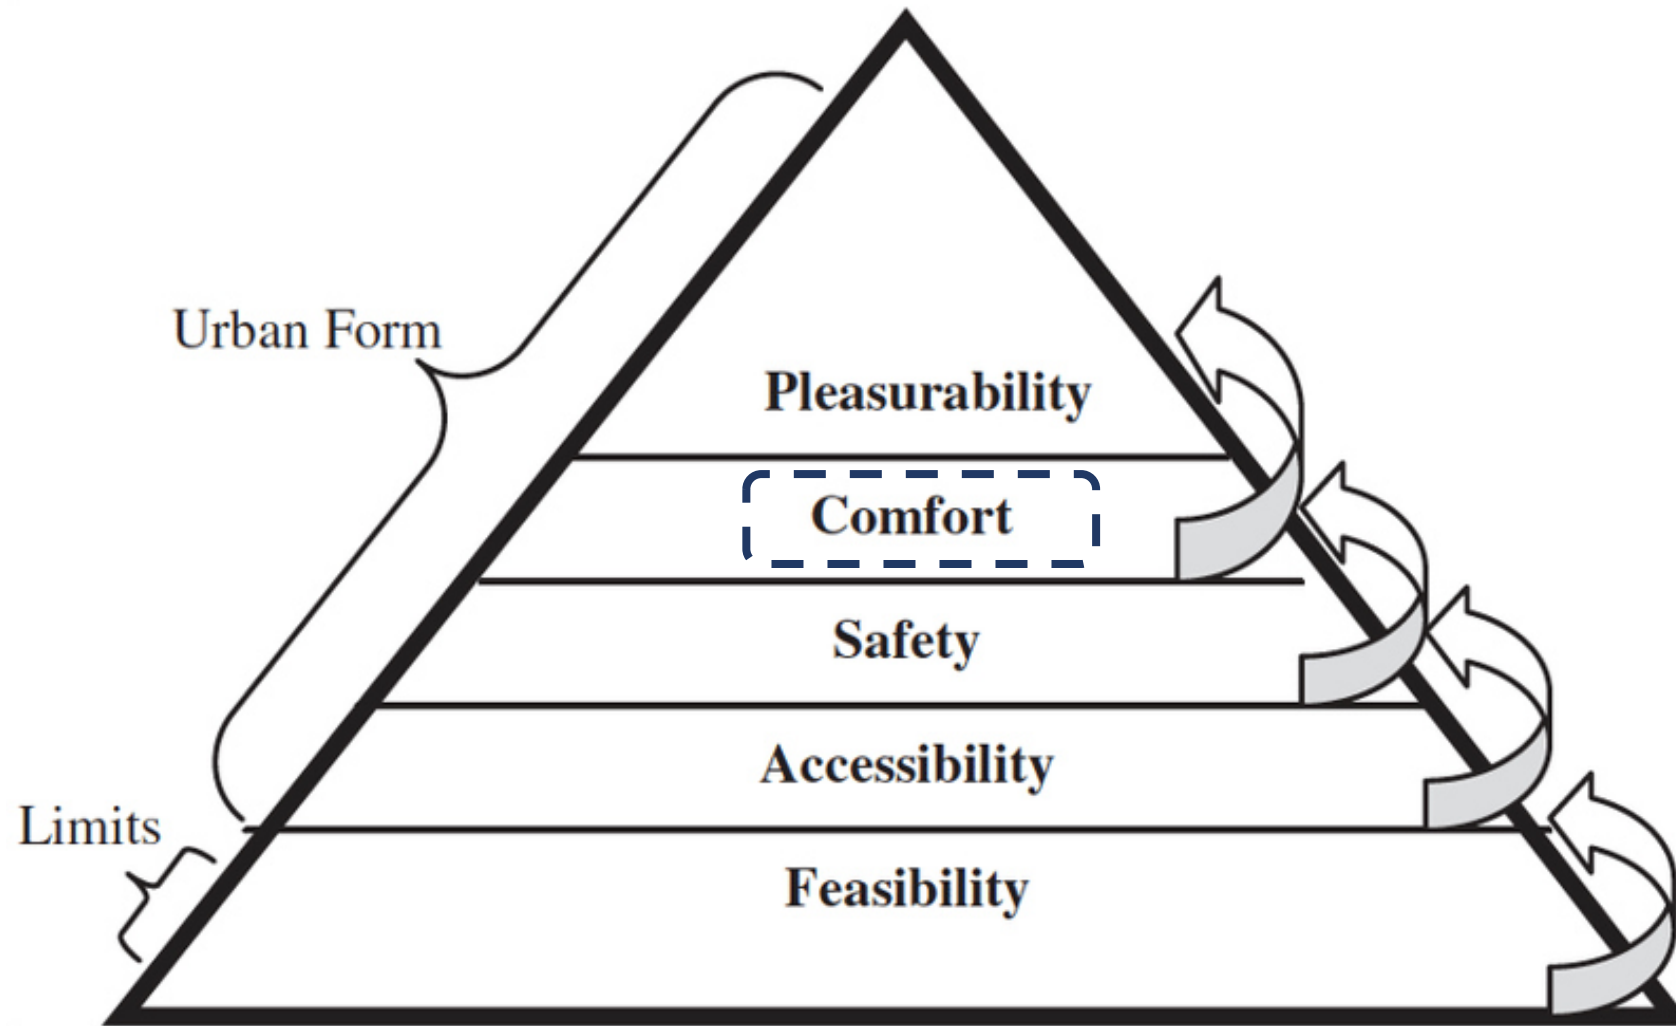 Urban Form
Pleasurability
Comfort
Safety
Accessibility
Limits
Feasibility